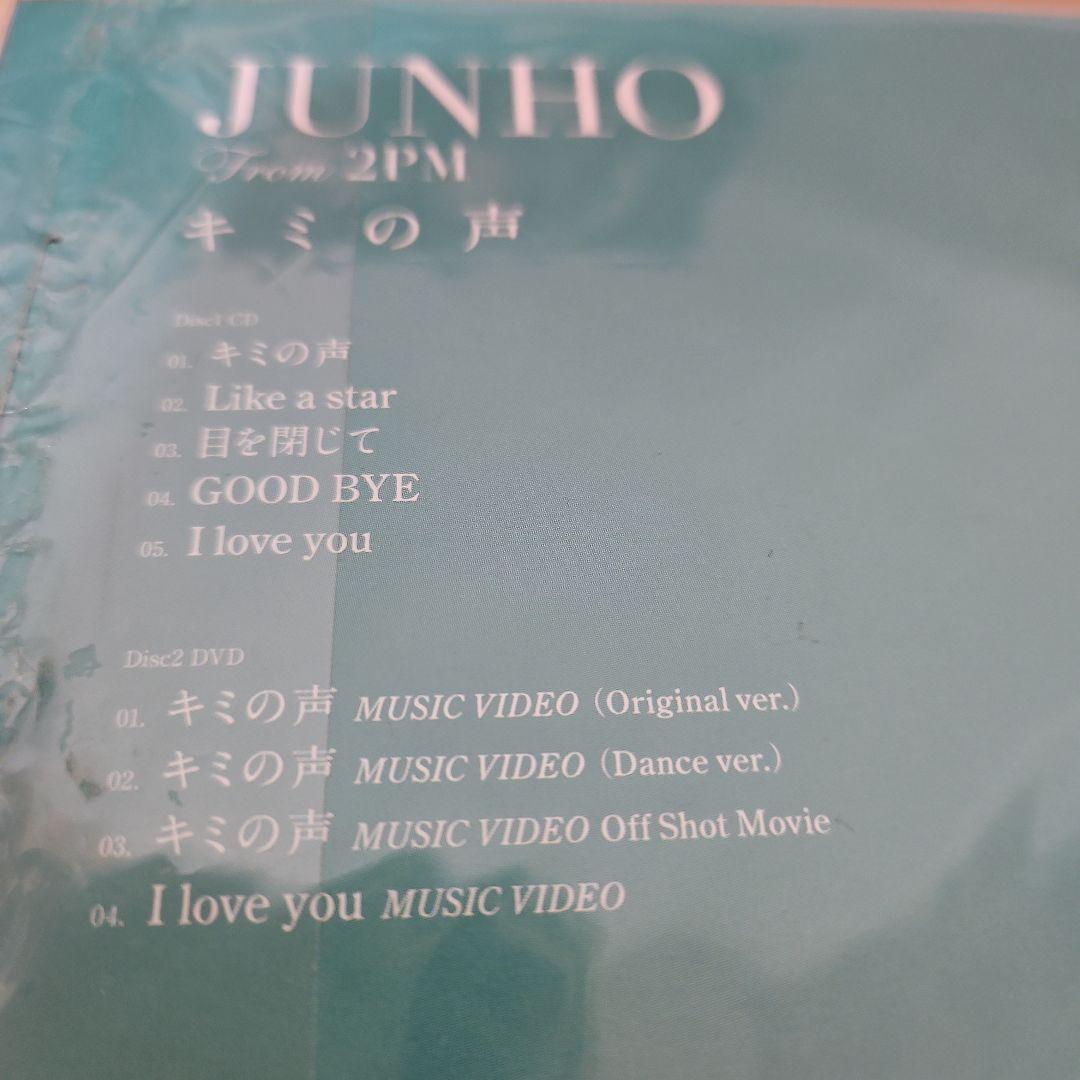 JUNHO
From 2PM
キミの声
Disc1 CD
01. キミの声
02. Like a star
03. 目を閉じて
04. GOOD BYE
05. I love you
Disc2 DVD
01. キミの声 MUSIC VIDEO (Original ver.)
02. キミの声 MUSIC VIDEO (Dance ver.)
03. キミの声 MUSIC VIDEO Off Shot Movie
04. I love you MUSIC VIDEO